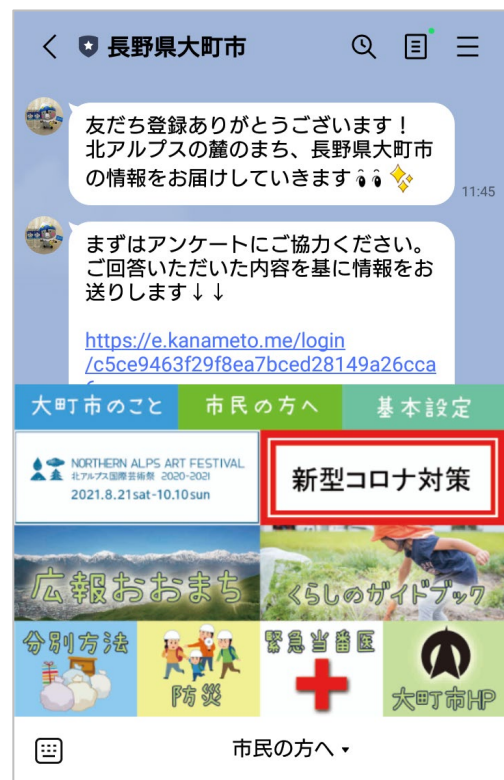 長野県大町市
友だち登録ありがとうございます！
北アルプスの麓のまち、長野県大町市
の情報をお届けしていきます
11:45
まずはアンケートにご協力ください。
ご回答いただいた内容を基に情報をお
送りします↓↓
https://e.kanameto.me/login
/c5ce9463f29f8ea7bced28149a26cca
大町市のこと
市民の方へ
基本設定
NORTHERN ALPS ART FESTIVAL
北アルプス国際芸術祭 2020-2021
2021.8.21sat-10.10sun
新型コロナ対策
広報おおまち
くらしのガイドブック
分別方法
防災
緊急当番医
大町市HP
市民の方へ ▾